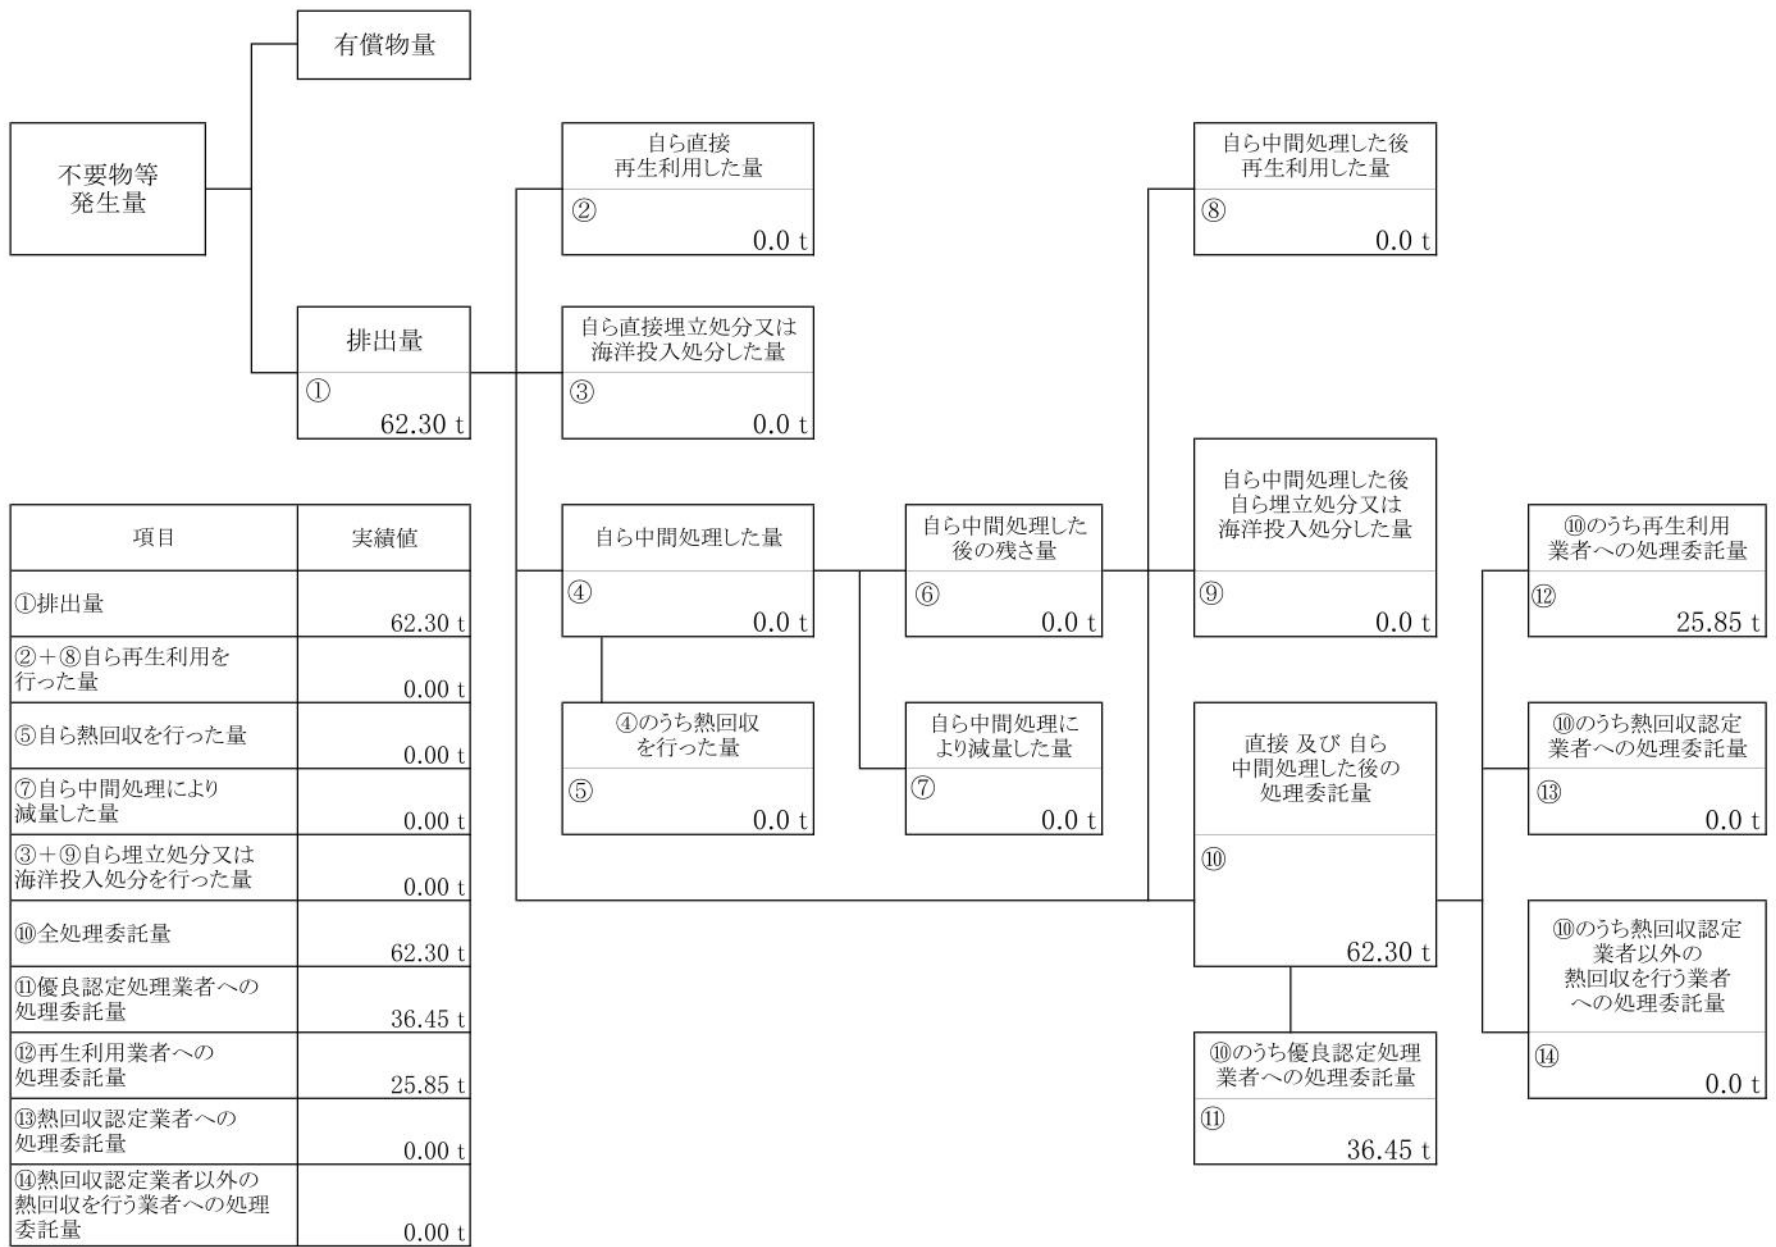 有償物量
不要物等
発生量
排出量
①
62.30 t
自ら直接
再生利用した量
②
0.0 t
自ら直接埋立処分又は
海洋投入処分した量
③
0.0 t
自ら中間処理した量
④
0.0 t
④のうち熱回収
を行った量
⑤
0.0 t
自ら中間処理した
後の残さ量
⑥
0.0 t
自ら中間処理に
より減量した量
⑦
0.0 t
自ら中間処理した後
再生利用した量
⑧
0.0 t
自ら中間処理した後
自ら埋立処分又は
海洋投入処分した量
⑨
0.0 t
直接 及び 自ら
中間処理した後の
処理委託量
⑩
62.30 t
⑩のうち優良認定処理
業者への処理委託量
⑪
36.45 t
⑩のうち再生利用
業者への処理委託量
⑫
25.85 t
⑩のうち熱回収認定
業者への処理委託量
⑬
0.0 t
⑩のうち熱回収認定
業者以外の
熱回収を行う業者
への処理委託量
⑭
0.0 t
項目 実績値
①排出量
62.30 t
②＋⑧自ら再生利用を
行った量
0.00 t
⑤自ら熱回収を行った量
0.00 t
⑦自ら中間処理により
減量した量
0.00 t
③＋⑨自ら埋立処分又は
海洋投入処分を行った量
0.00 t
⑩全処理委託量
62.30 t
⑪優良認定処理業者への
処理委託量
36.45 t
⑫再生利用業者への
処理委託量
25.85 t
⑬熱回収認定業者への
処理委託量
0.00 t
⑭熱回収認定業者以外の
熱回収を行う業者への処理
委託量
0.00 t